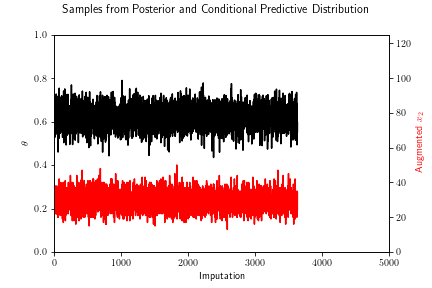 Samples from Posterior and Conditional Predictive Distribution
1.0
0.8
0.6
0.4
0.2
0.0
θ
120
100
80
60
40
20
0
Augmented x₂
0 1000 2000 3000 4000 5000
Imputation